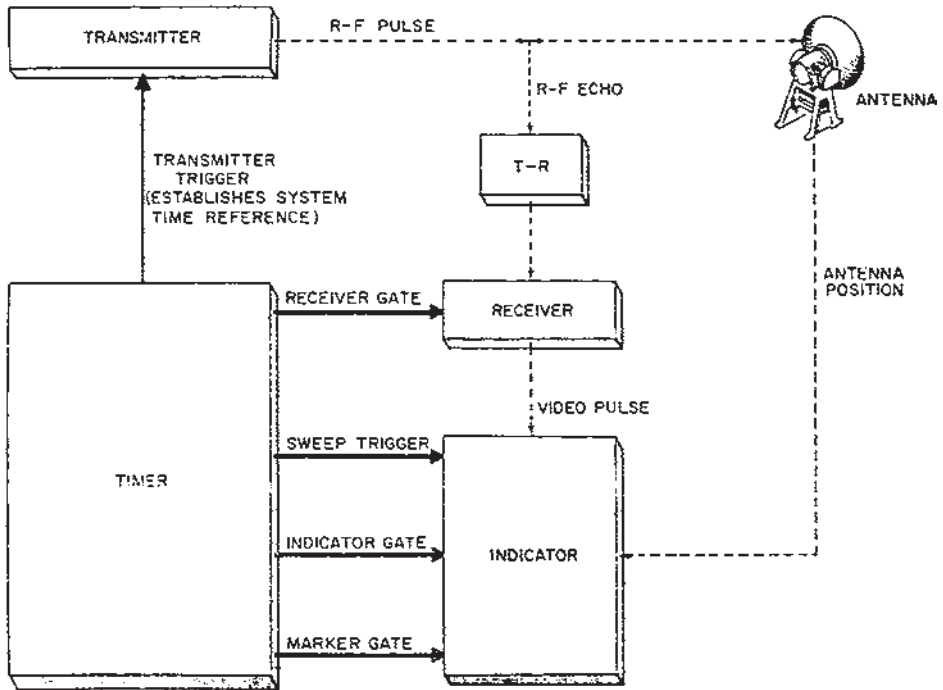 TRANSMITTER
R-F PULSE
R-F ECHO
ANTENNA
T-R
TRANSMITTER
TRIGGER
(ESTABLISHES SYSTEM
TIME REFERENCE)
ANTENNA
POSITION
RECEIVER GATE
RECEIVER
VIDEO PULSE
SWEEP TRIGGER
TIMER
INDICATOR GATE
INDICATOR
MARKER GATE